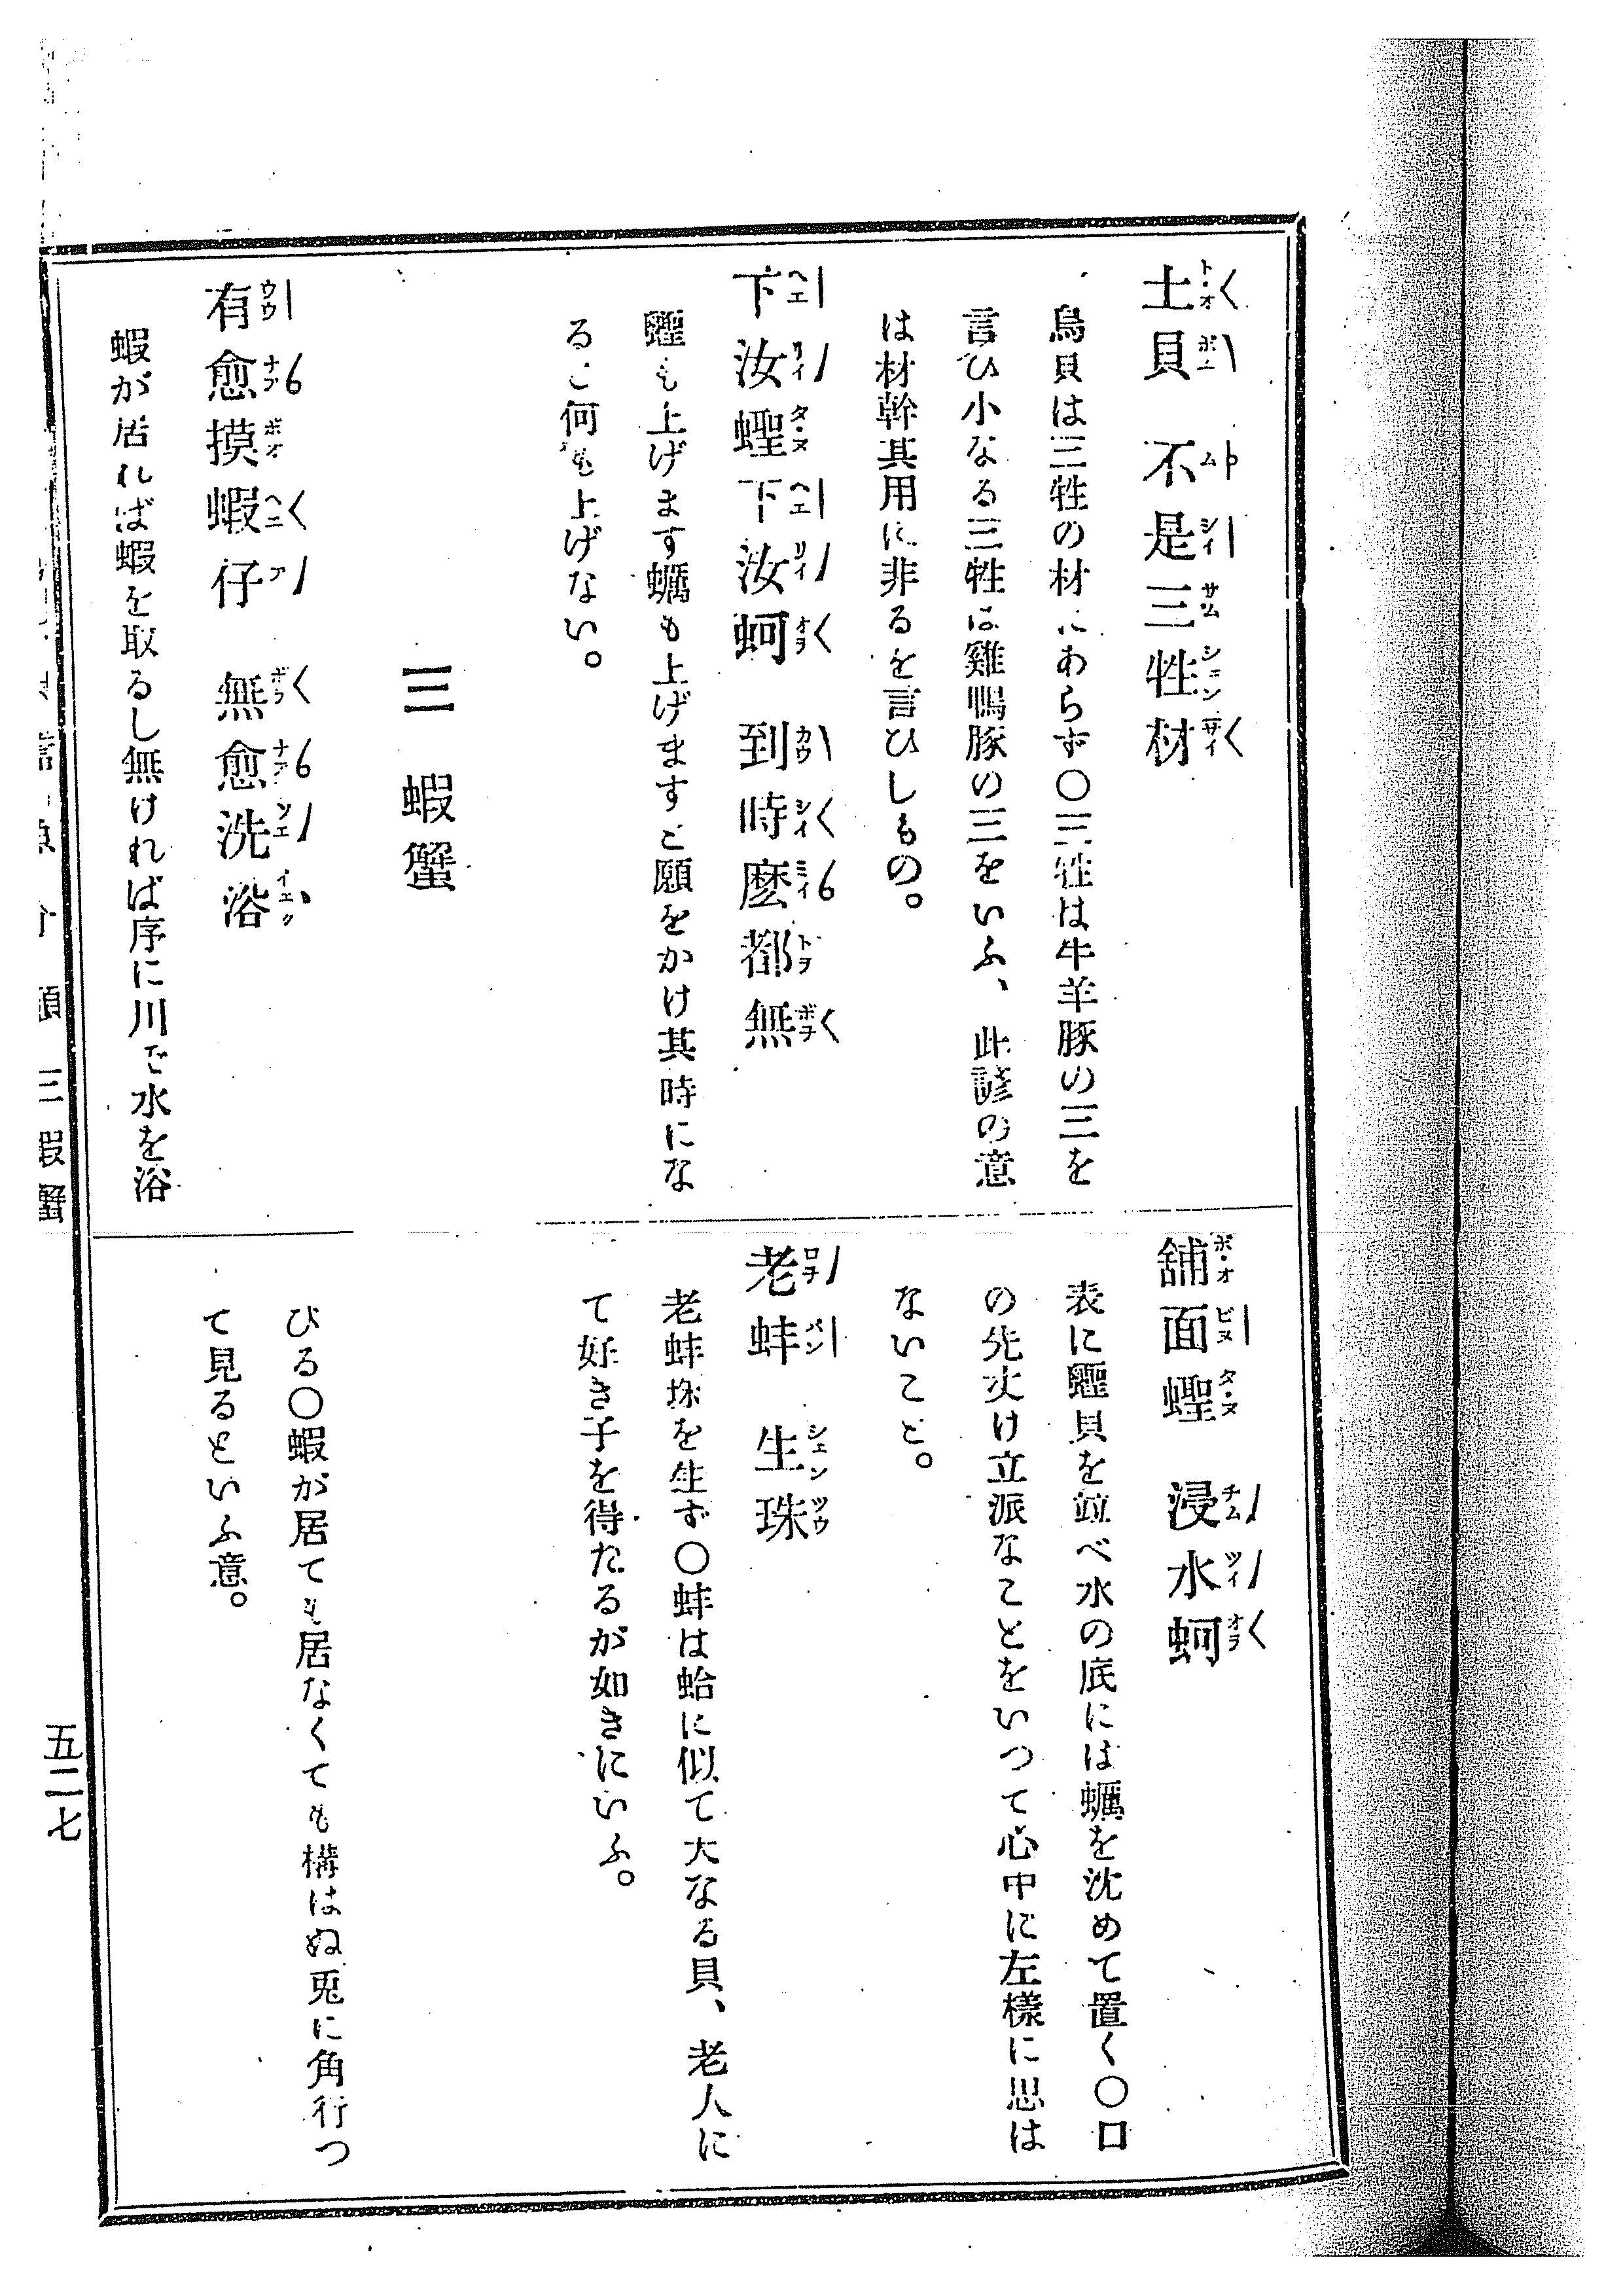 土貝 不是三牲材
鳥貝は三牲の材にあらず〇三牲は牛羊豚の三を
言ひ小なる三牲は雞鴨豚の三をいふ、此諺の意
は材幹其用に非るを言ひしもの。
下汝蟶下汝蚵 到時麽都無
蟶も上げます蠣も上げますと願をかけ其時にな
ると何も上げない。
三 蝦蟹
有愈摸蝦仔 無愈洗浴
蝦が居れば蝦を取るし無ければ序に川で水を浴
舖面蟶 浸水蚵
表に蟶貝を竝べ水の底には蠣を沈めて置く〇口
の先丈け立派なことをいつて心中に左樣に思は
ないこと。
老蚌 生珠
老蚌珠を生ず〇蚌は蛤に似て大なる貝、老人に
て好き子を得たるが如きにいふ。
びる〇蝦が居ても居なくても構はぬ兎に角行つ
て見るといふ意。
三 蝦蟹
五二七